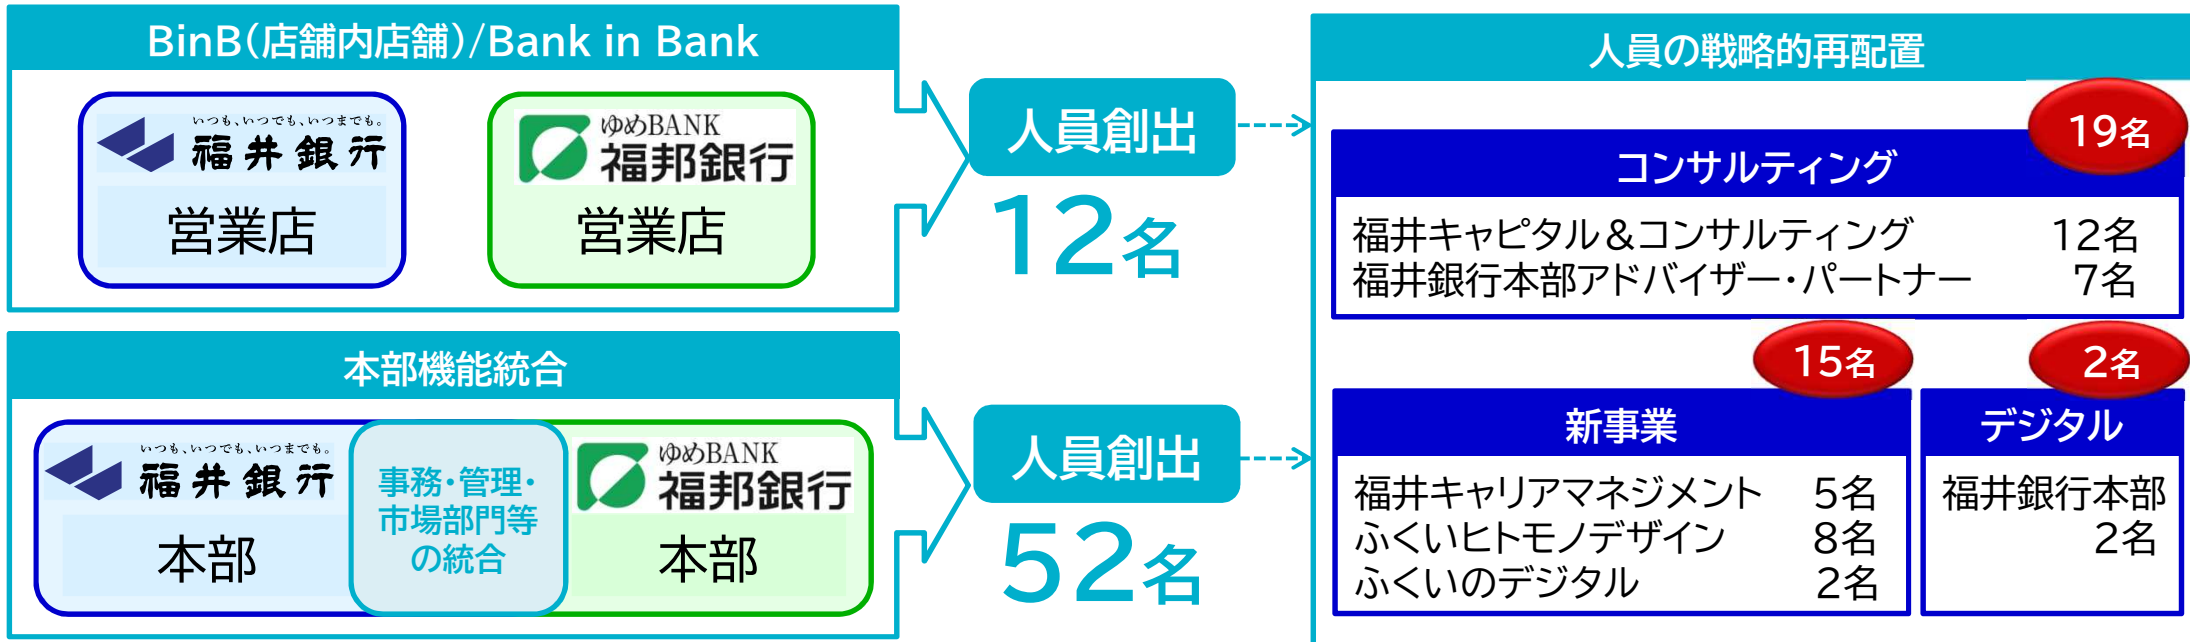 BinB(店舗内店舗)/Bank in Bank
いつも、いつでも、いつまでも。
福井銀行
営業店
ゆめBANK
福邦銀行
営業店
人員創出
12名
本部機能統合
いつも、いつでも、いつまでも。
福井銀行
本部
事務・管理・
市場部門等
の統合
ゆめBANK
福邦銀行
本部
人員創出
52名
人員の戦略的再配置
19名
コンサルティング
福井キャピタル&コンサルティング 12名
福井銀行本部アドバイザー・パートナー 7名
15名
新事業
福井キャリアマネジメント 5名
ふくいヒトモノデザイン 8名
ふくいのデジタル 2名
2名
デジタル
福井銀行本部
2名